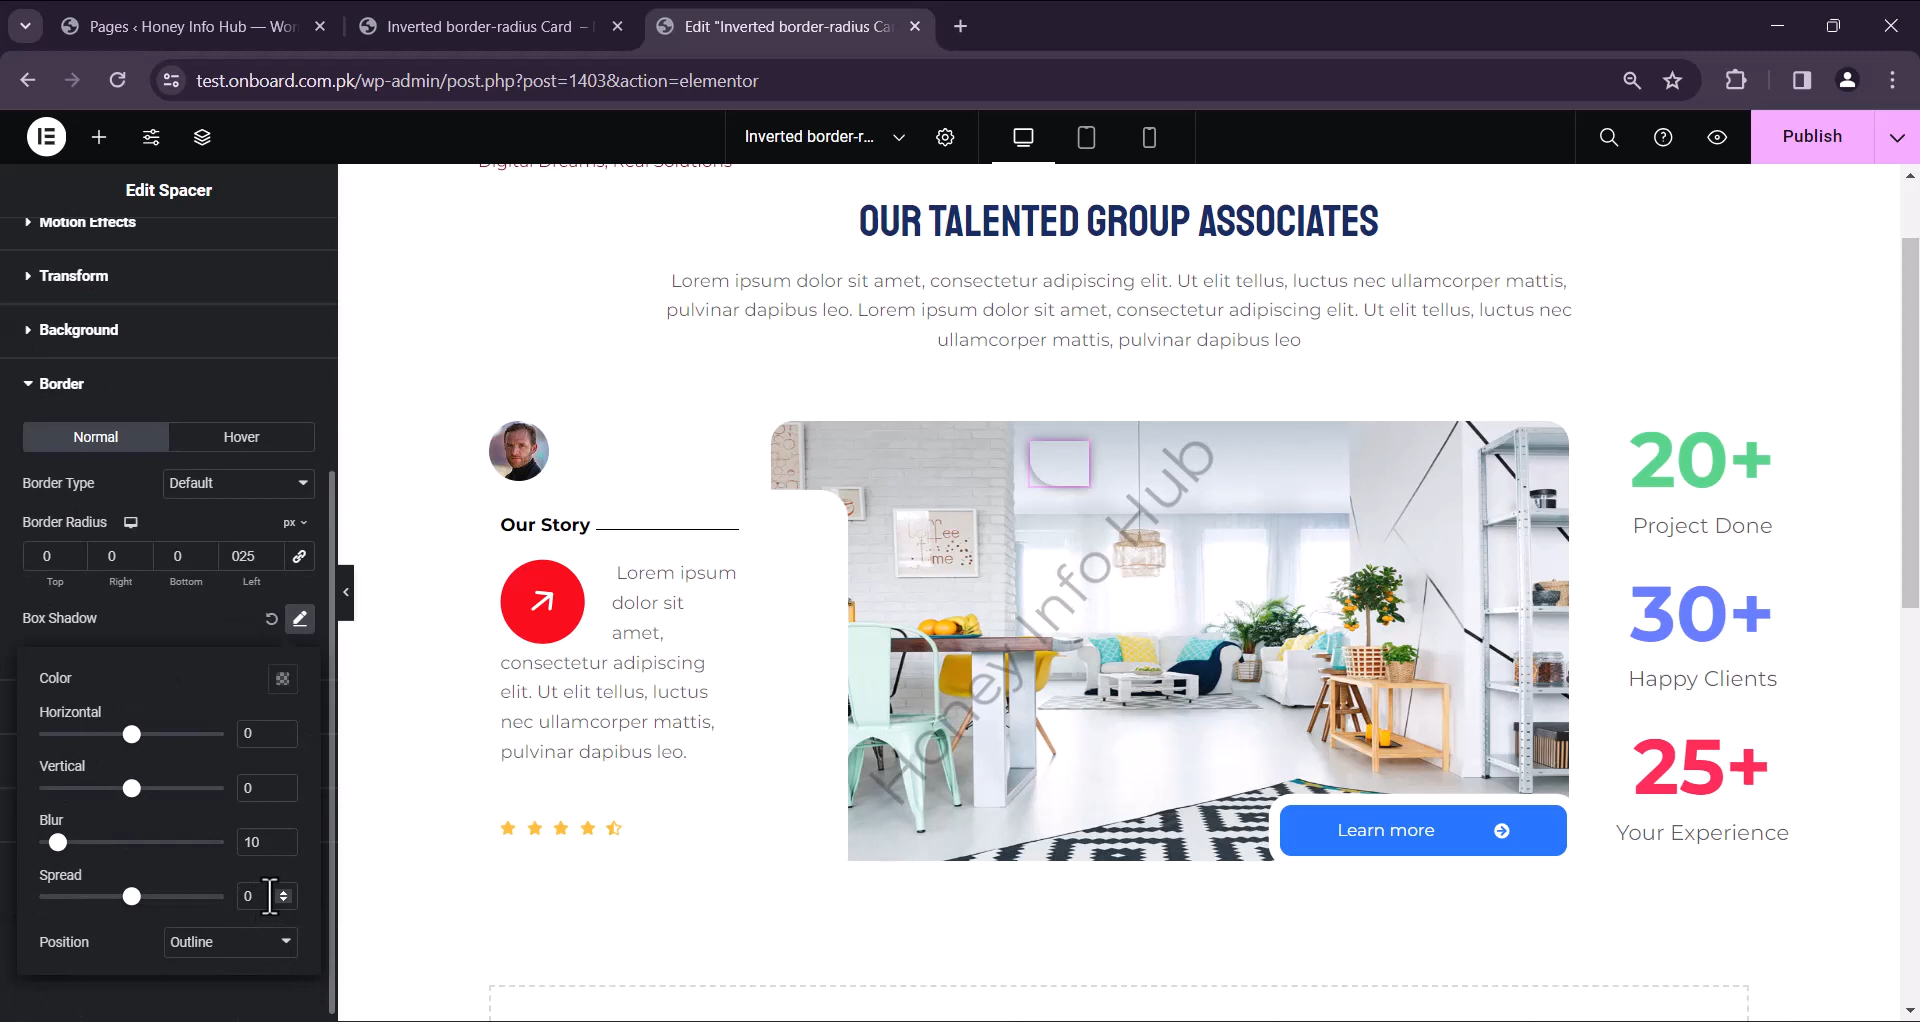 Pages ‹ Honey Info Hub — Wor
Inverted border-radius Card –
Edit "Inverted border-radius Ca
test.onboard.com.pk/wp-admin/post.php?post=1403&action=elementor
Inverted border-r...
Publish
Edit Spacer
Motion Effects
Transform
Background
Border
Normal
Hover
Border Type
Default
Border Radius
px
0
0
0
025
Top
Right
Bottom
Left
Box Shadow
Color
Horizontal
0
Vertical
0
Blur
10
Spread
0
Position
Outline
Digital Dreams, Real Solutions
OUR TALENTED GROUP ASSOCIATES
Lorem ipsum dolor sit amet, consectetur adipiscing elit. Ut elit tellus, luctus nec ullamcorper mattis,
pulvinar dapibus leo. Lorem ipsum dolor sit amet, consectetur adipiscing elit. Ut elit tellus, luctus nec
ullamcorper mattis, pulvinar dapibus leo
Our Story
Lorem ipsum
dolor sit
amet,
consectetur adipiscing
elit. Ut elit tellus, luctus
nec ullamcorper mattis,
pulvinar dapibus leo.
Honey Info Hub
Learn more
20+
Project Done
30+
Happy Clients
25+
Your Experience